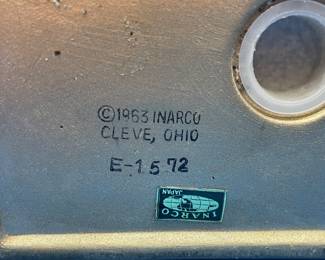 ©1963 INARCO
CLEVE, OHIO
E-1572
INARCO
JAPAN